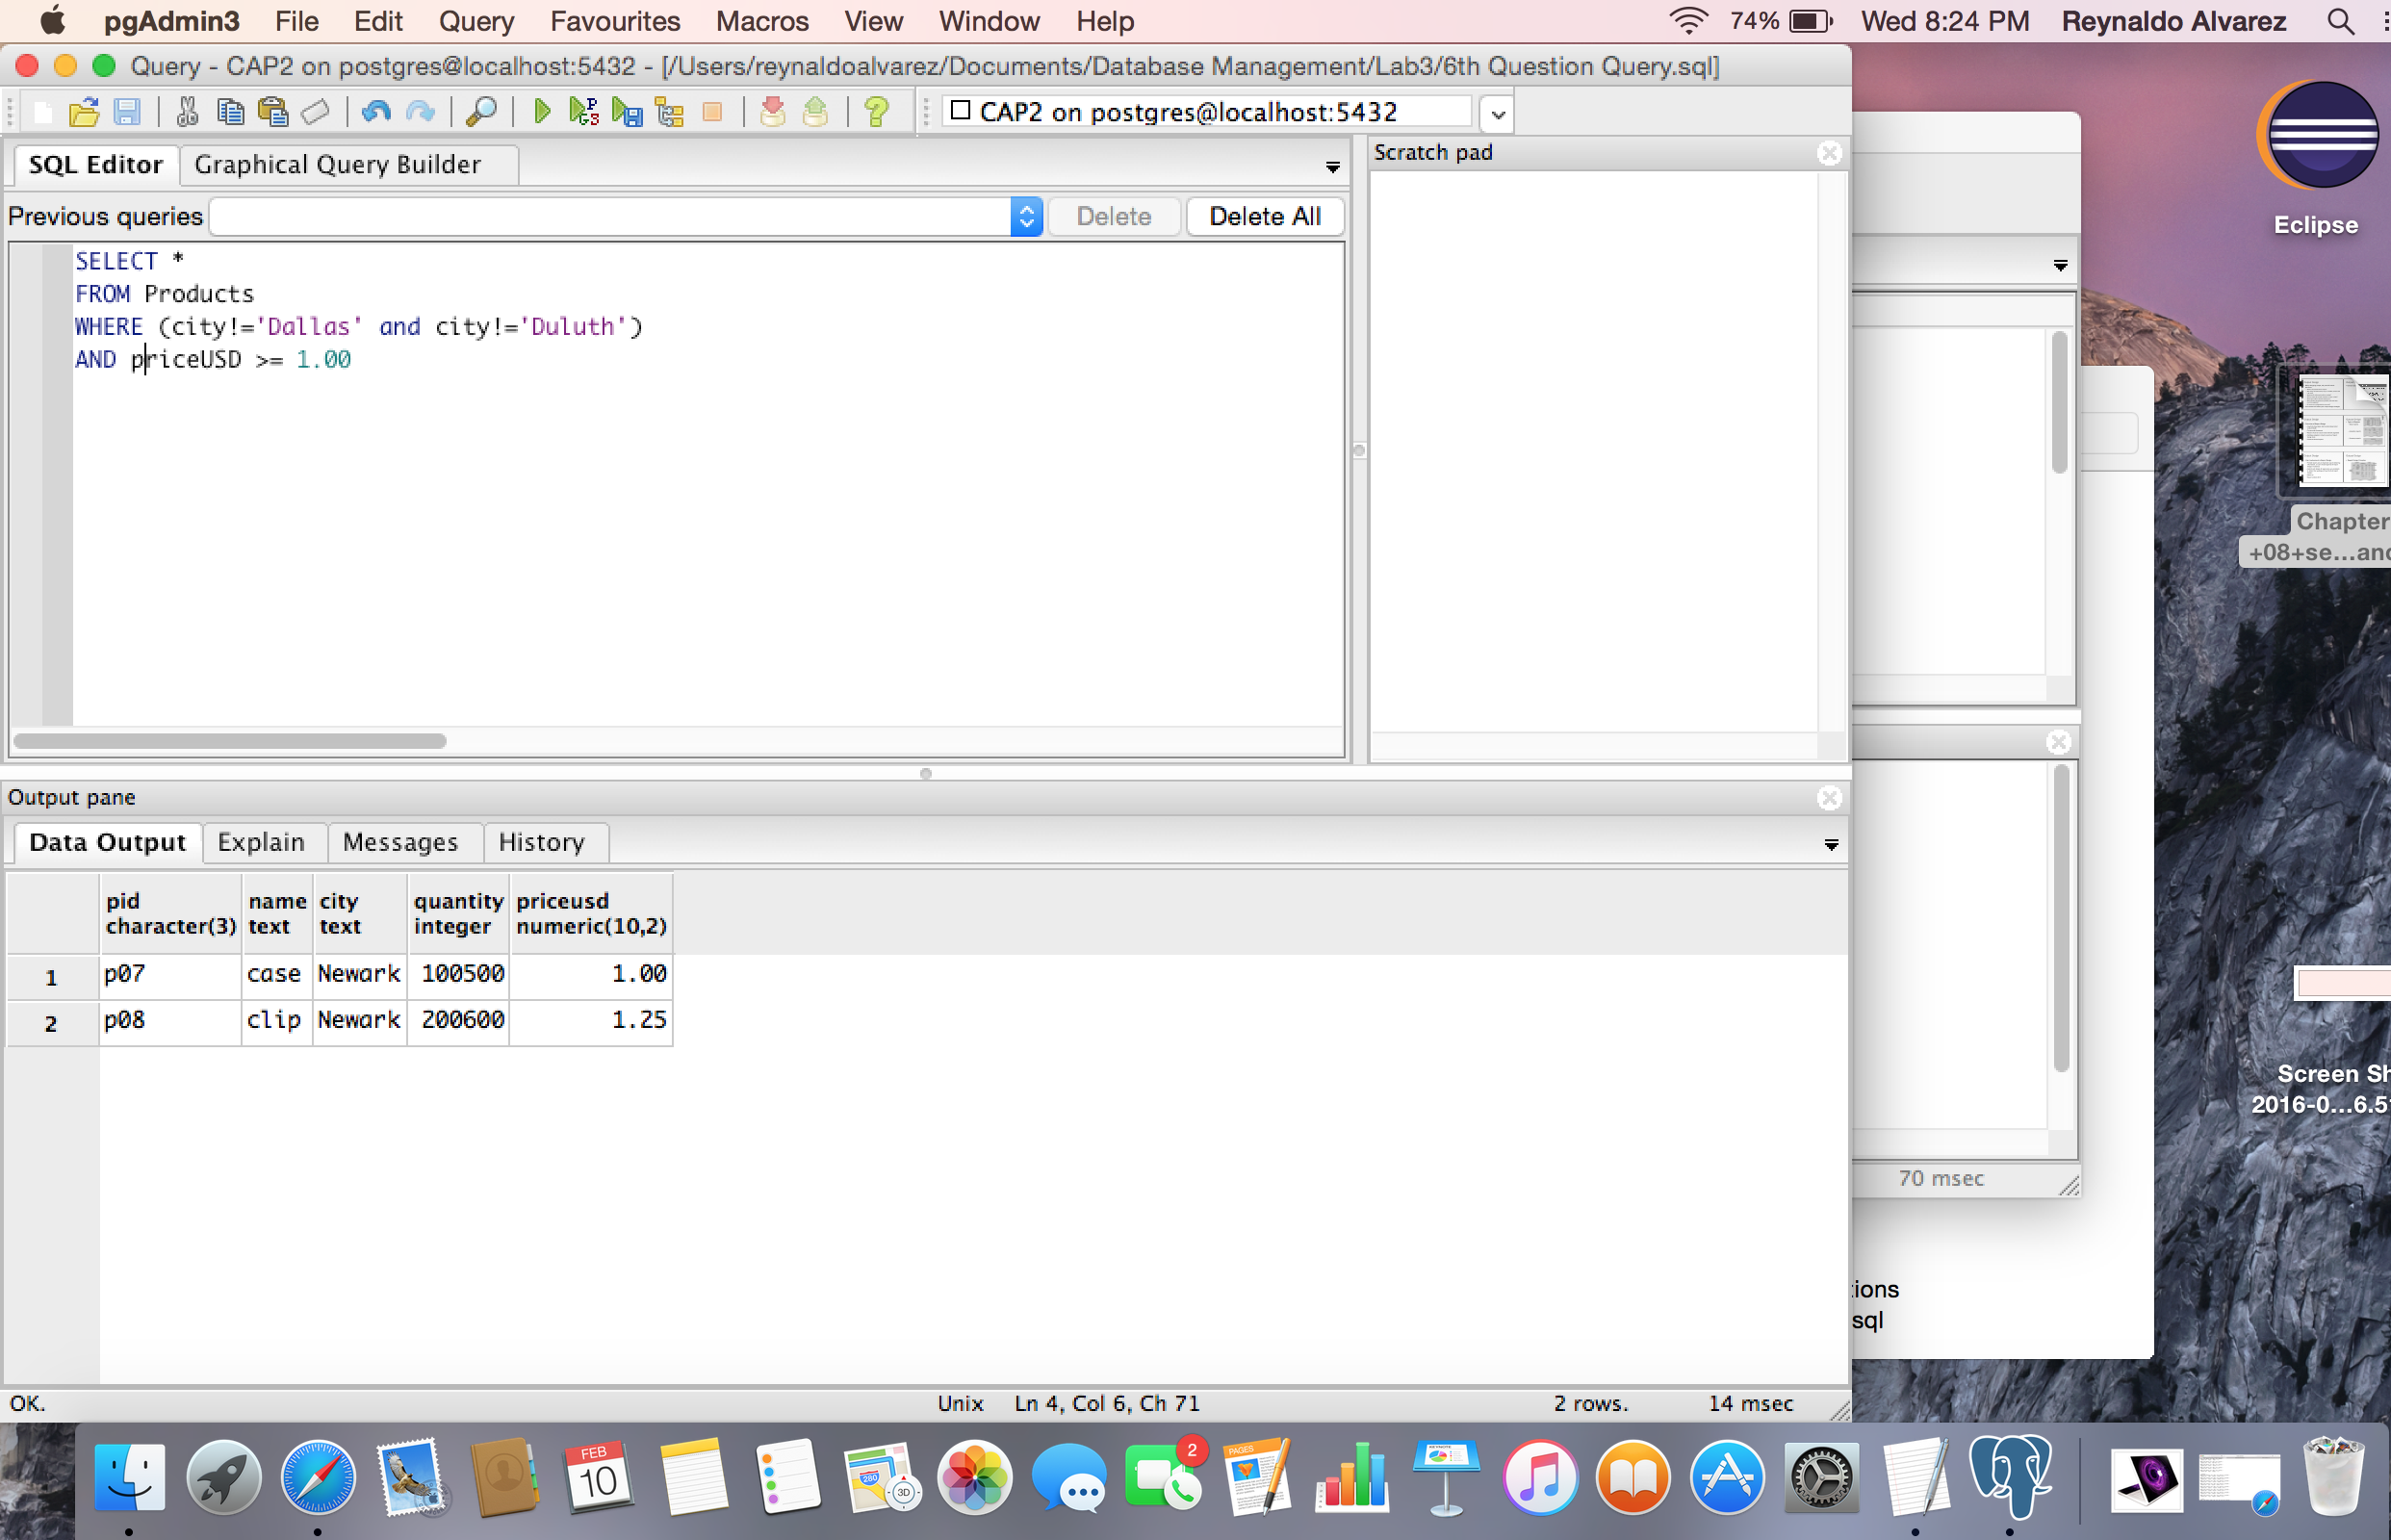 pgAdmin3 File Edit Query Favourites Macros View Window Help 74% Wed 8:24 PM Reynaldo Alvarez
Query - CAP2 on postgres@localhost:5432 - [/Users/reynaldoalvarez/Documents/Database Management/Lab3/6th Question Query.sql]
CAP2 on postgres@localhost:5432
SQL Editor Graphical Query Builder
Scratch pad
Previous queries Delete Delete All
SELECT *
FROM Products
WHERE (city!='Dallas' and city!='Duluth')
AND priceUSD >= 1.00
Output pane
Data Output Explain Messages History
pid name city quantity priceusd
character(3) text text integer numeric(10,2)
1 p07 case Newark 100500 1.00
2 p08 clip Newark 200600 1.25
OK. Unix Ln 4, Col 6, Ch 71 2 rows. 14 msec
70 msec
tions
sql
Eclipse
Chapter
+08+se...and
Screen Sh
2016-0...6.51
FEB
10
280
3D
2
PAGES
KEYNOTE